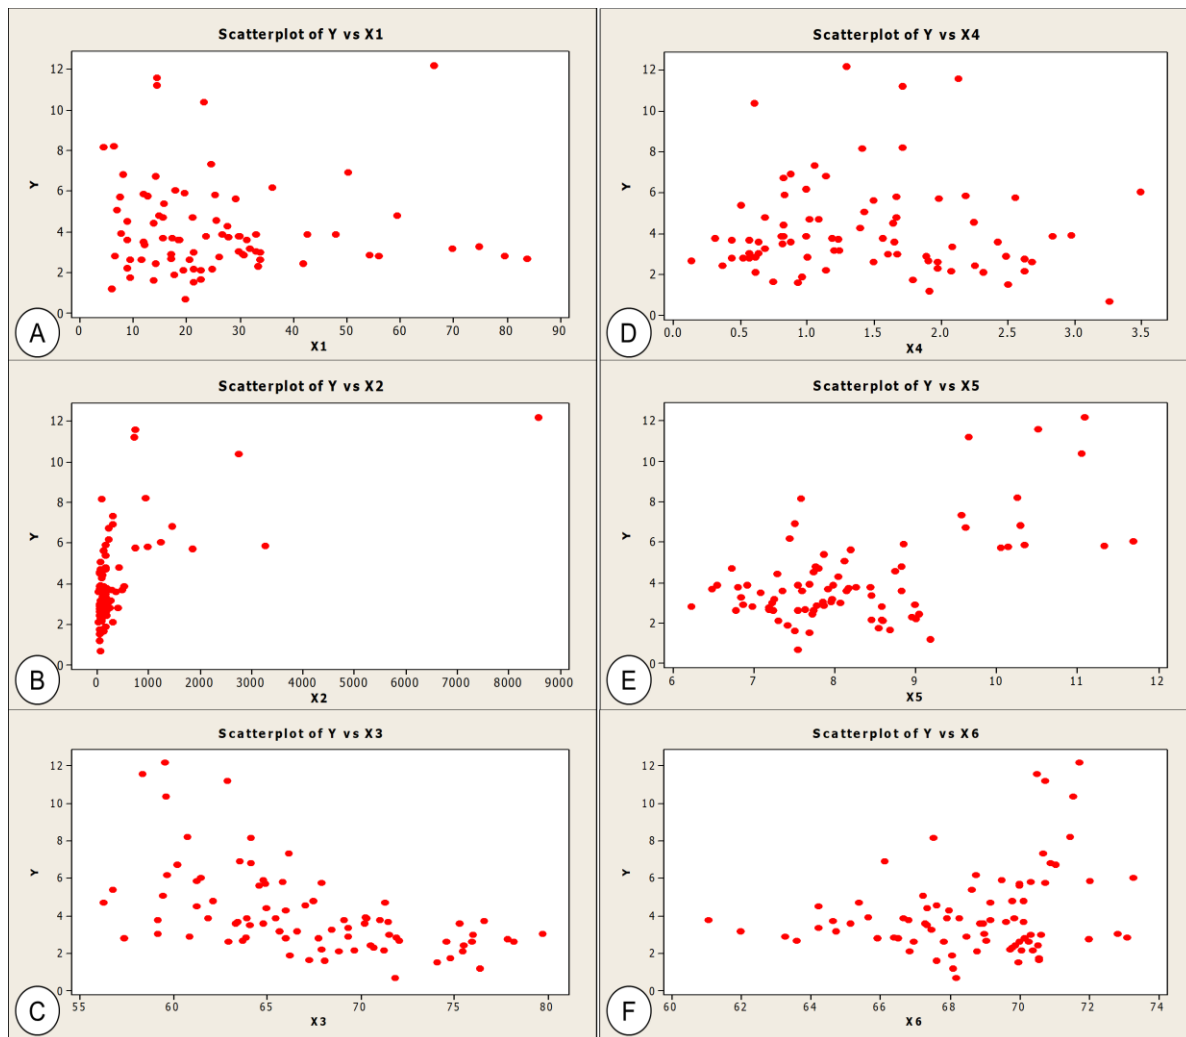 Scatterplot of Y vs X1
12
10
8
6
4
2
0
Y
0 10 20 30 40 50 60 70 80 90
X1
A
Scatterplot of Y vs X4
12
10
8
6
4
2
0
Y
0.0 0.5 1.0 1.5 2.0 2.5 3.0 3.5
X4
D
Scatterplot of Y vs X2
12
10
8
6
4
2
0
Y
0 1000 2000 3000 4000 5000 6000 7000 8000 9000
X2
B
Scatterplot of Y vs X5
12
10
8
6
4
2
0
Y
6 7 8 9 10 11 12
X5
E
Scatterplot of Y vs X3
12
10
8
6
4
2
0
Y
55 60 65 70 75 80
X3
C
Scatterplot of Y vs X6
12
10
8
6
4
2
0
Y
60 62 64 66 68 70 72 74
X6
F